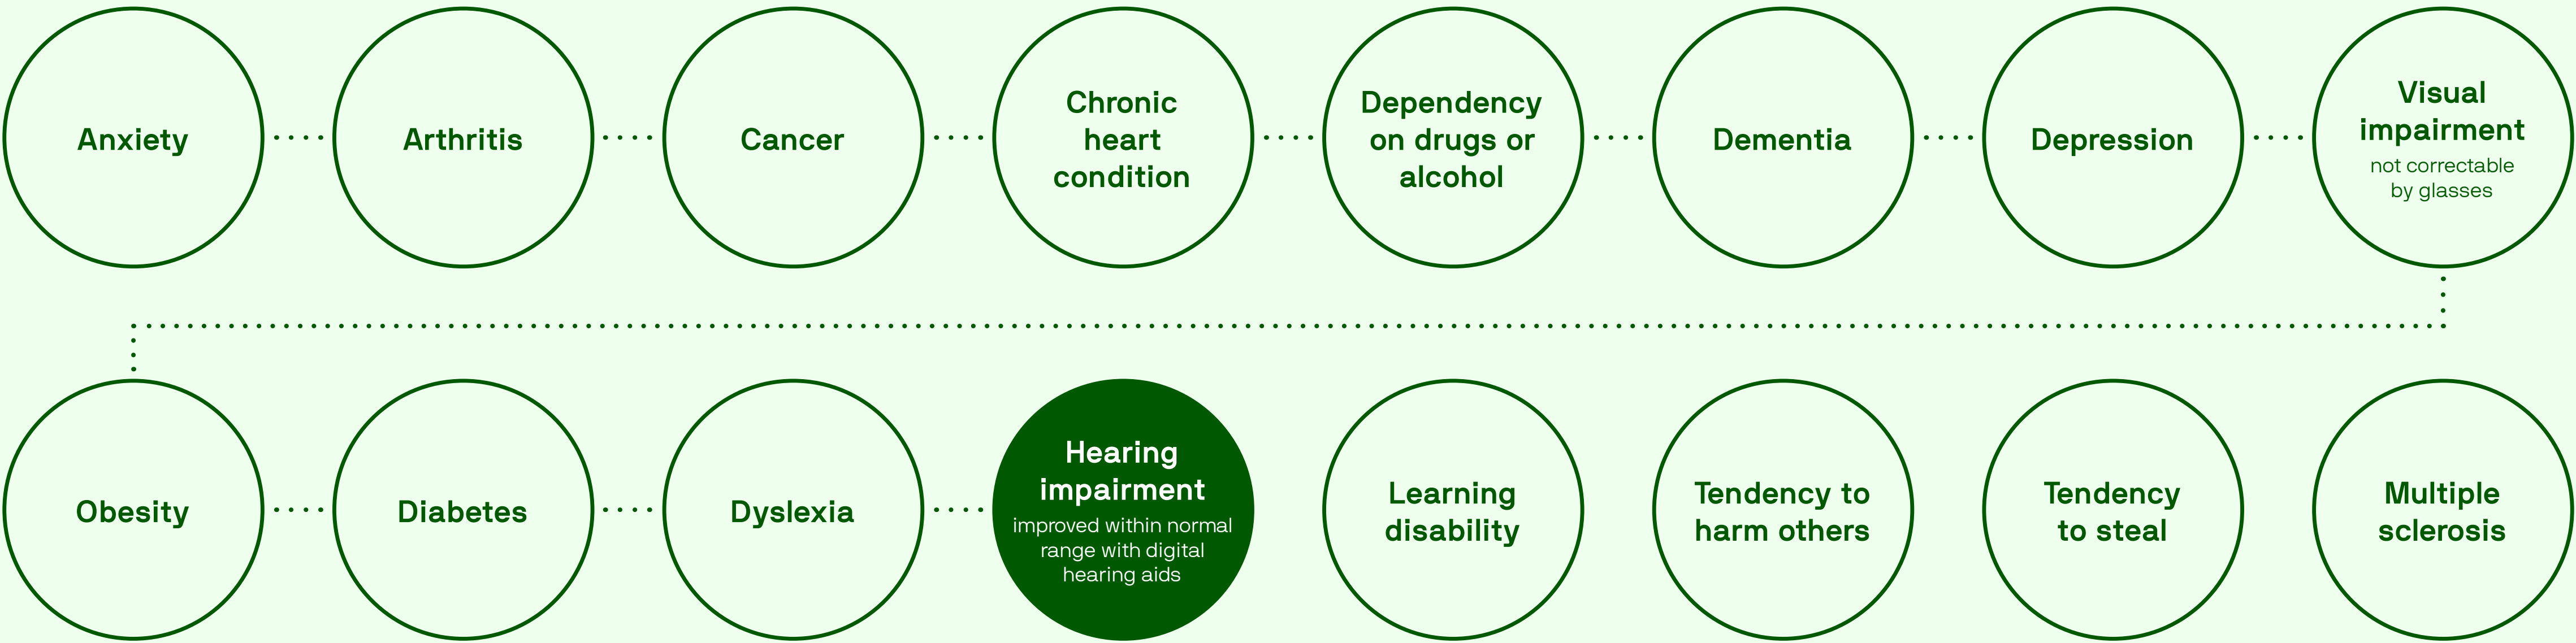 Anxiety
Arthritis
Cancer
Chronic
heart
condition
Dependency
on drugs or
alcohol
Dementia
Depression
Visual
impairment
not correctable
by glasses
Obesity
Diabetes
Dyslexia
Hearing
impairment
improved within normal
range with digital
hearing aids
Learning
disability
Tendency to
harm others
Tendency
to steal
Multiple
sclerosis